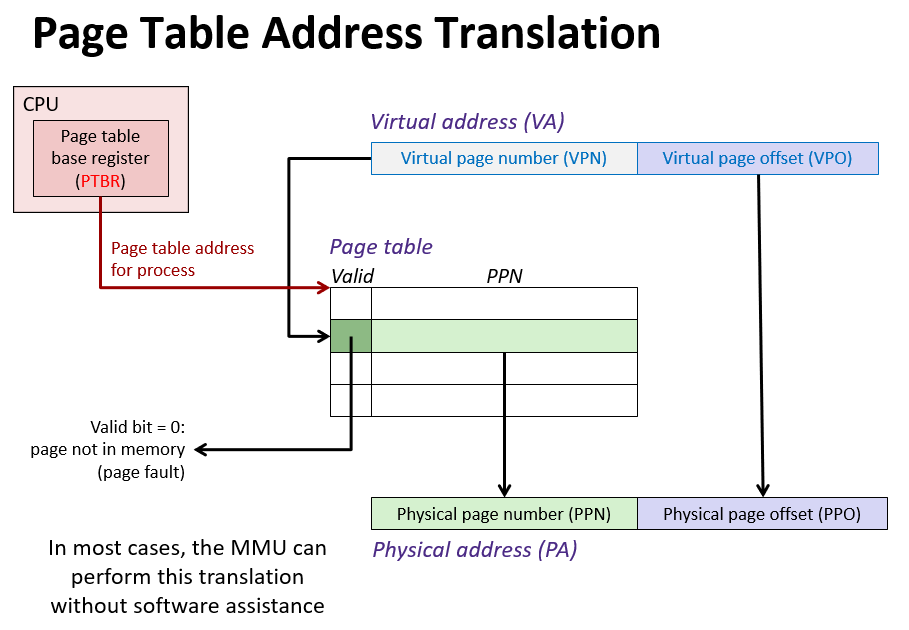 Page Table Address Translation
CPU
Page table
base register
(PTBR)
Virtual address (VA)
Virtual page number (VPN)
Virtual page offset (VPO)
Page table address
for process
Page table
Valid
PPN
Valid bit = 0:
page not in memory
(page fault)
Physical page number (PPN)
Physical page offset (PPO)
Physical address (PA)
In most cases, the MMU can
perform this translation
without software assistance